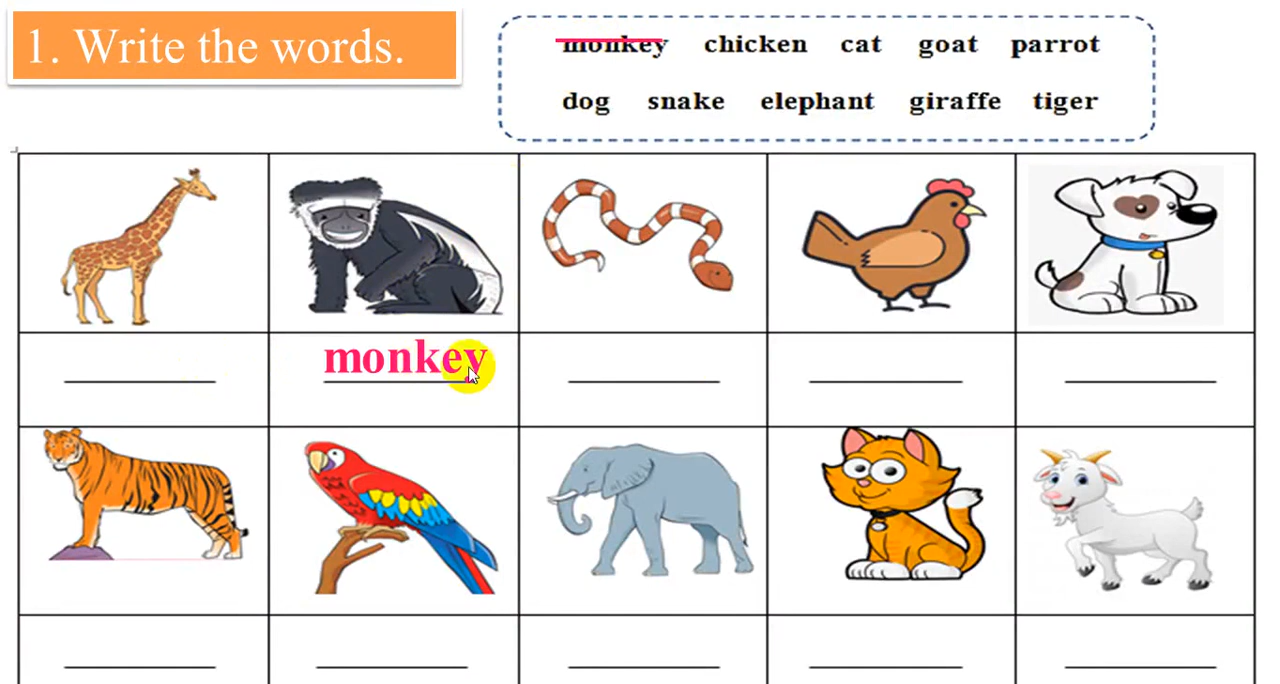 1. Write the words.
monkey chicken cat goat parrot
dog snake elephant giraffe tiger
monkey